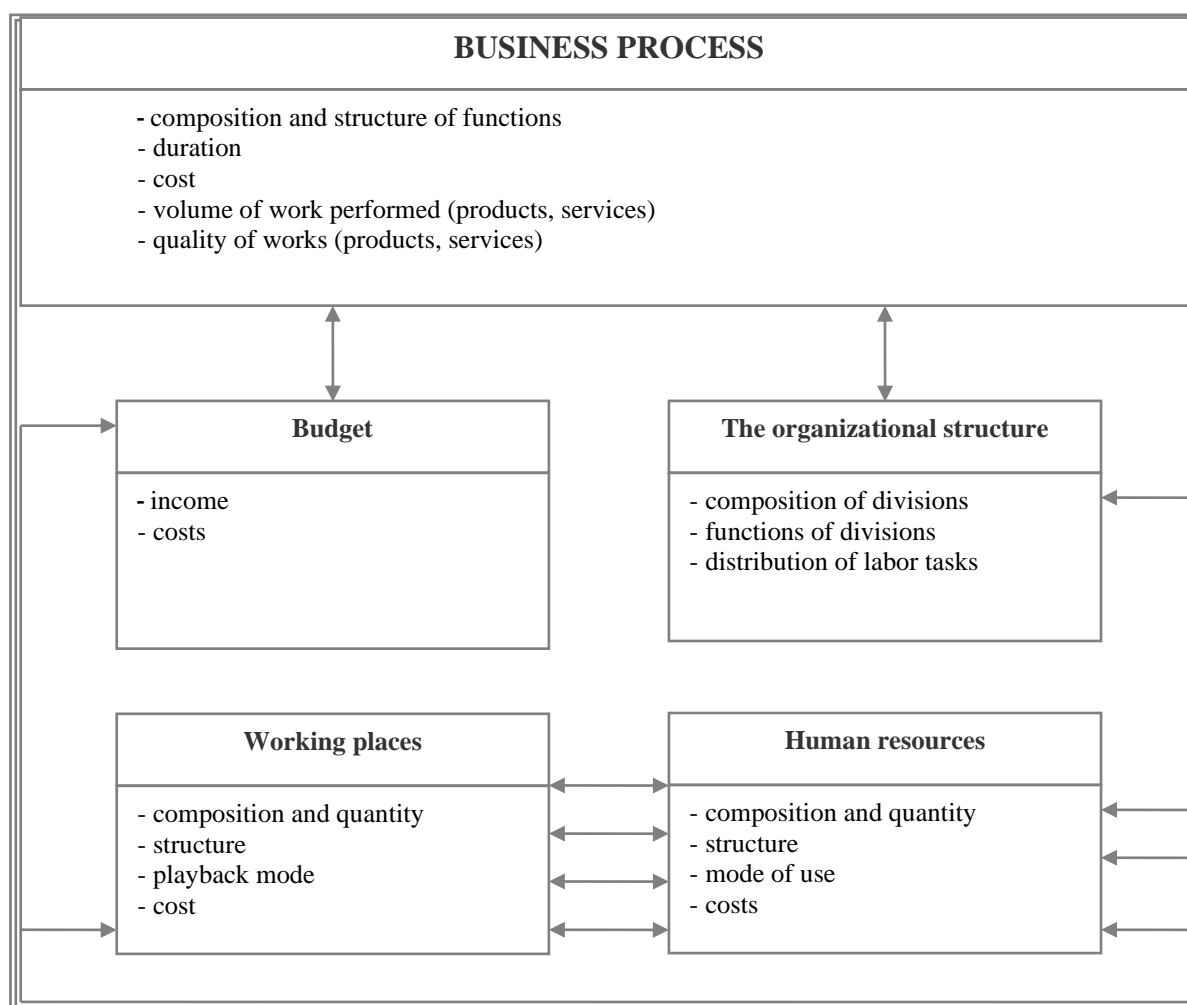 BUSINESS PROCESS
- composition and structure of functions
- duration
- cost
- volume of work performed (products, services)
- quality of works (products, services)
Budget
- income
- costs
The organizational structure
- composition of divisions
- functions of divisions
- distribution of labor tasks
Working places
- composition and quantity
- structure
- playback mode
- cost
Human resources
- composition and quantity
- structure
- mode of use
- costs